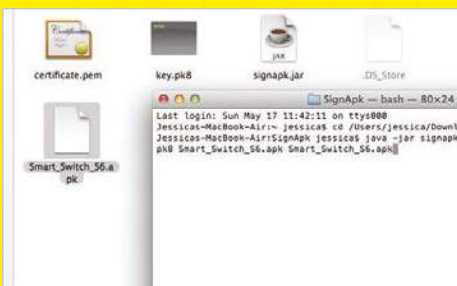 certificate.pem
key.pk8
signapk.jar
.DS_Store
JAR
SignApk — bash — 80×24
Last login: Sun May 17 11:42:11 on ttys000
Jessicas-MacBook-Air:~ jessica$ cd /Users/jessica/Downl
Jessicas-MacBook-Air:SignApk jessica$ java -jar signapk
pk8 Smart_Switch_S6.apk Smart_Switch_S6.apk
Smart_Switch_S6.a
pk